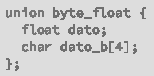 union byte_float {
  float dato;
  char dato_b[4];
};